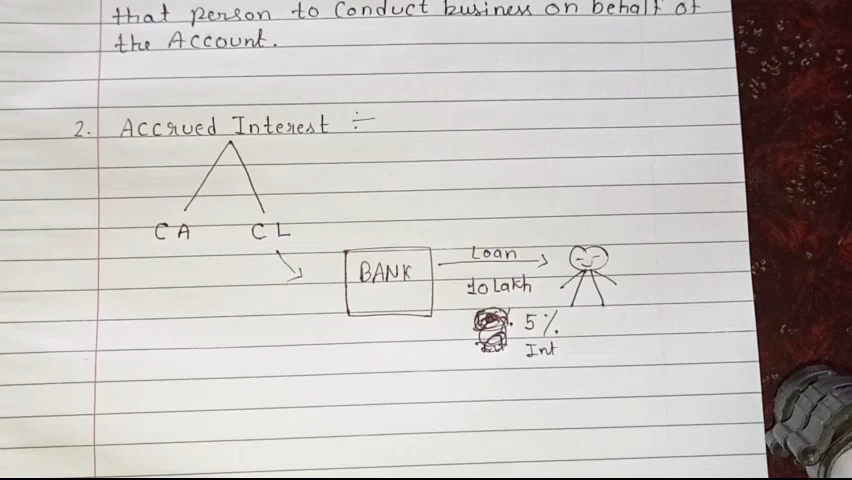 that person to conduct business on behalf of
the Account.
2. Accrued Interest ÷
CA CL
BANK
Loan
10 Lakh
5%
Int